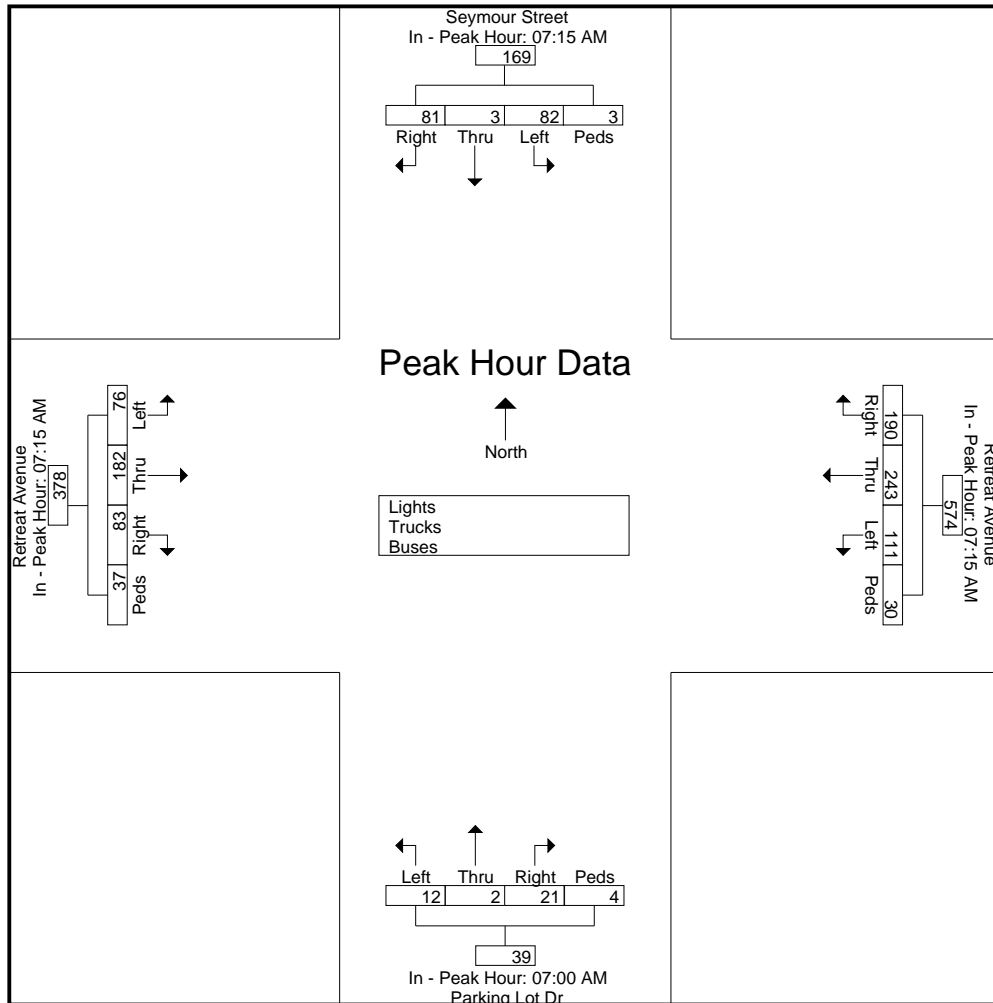 Seymour Street
In - Peak Hour: 07:15 AM
169
81 3 82 3
Right Thru Left Peds
Peak Hour Data
North
Lights
Trucks
Buses
Retreat Avenue
In - Peak Hour: 07:15 AM
378
76 182 83 37
Left Thru Right Peds
Retreat Avenue
In - Peak Hour: 07:15 AM
574
190 243 111 30
Right Thru Left Peds
Left Thru Right Peds
12 2 21 4
39
In - Peak Hour: 07:00 AM
Parking Lot Dr